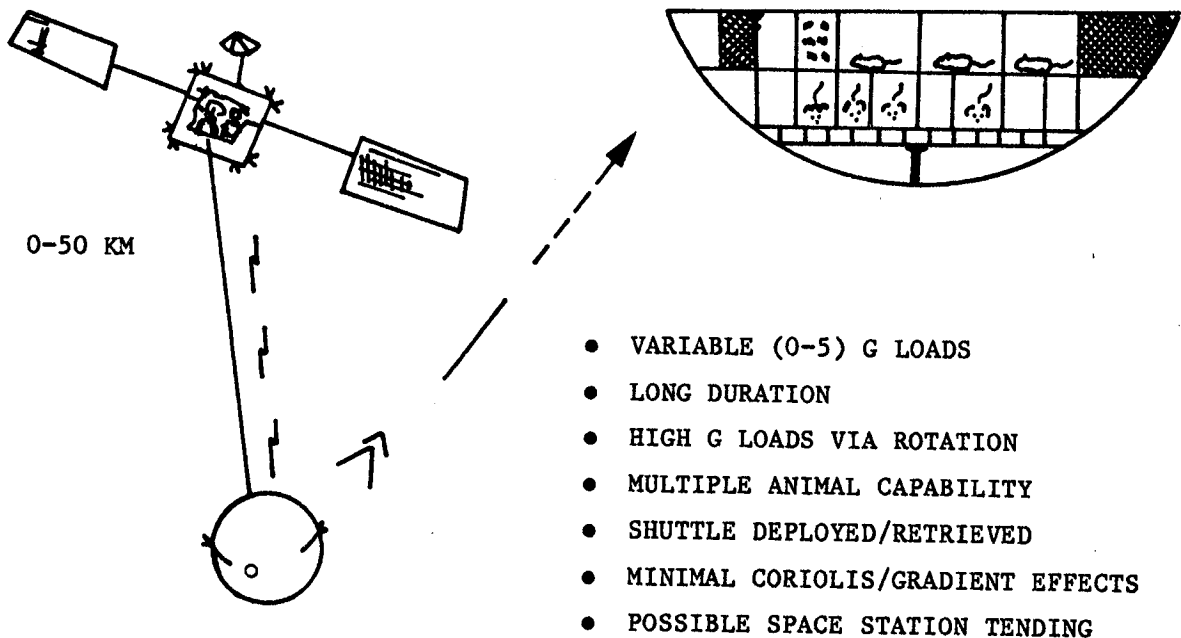 0-50 KM
• VARIABLE (0-5) G LOADS
• LONG DURATION
• HIGH G LOADS VIA ROTATION
• MULTIPLE ANIMAL CAPABILITY
• SHUTTLE DEPLOYED/RETRIEVED
• MINIMAL CORIOLIS/GRADIENT EFFECTS
• POSSIBLE SPACE STATION TENDING